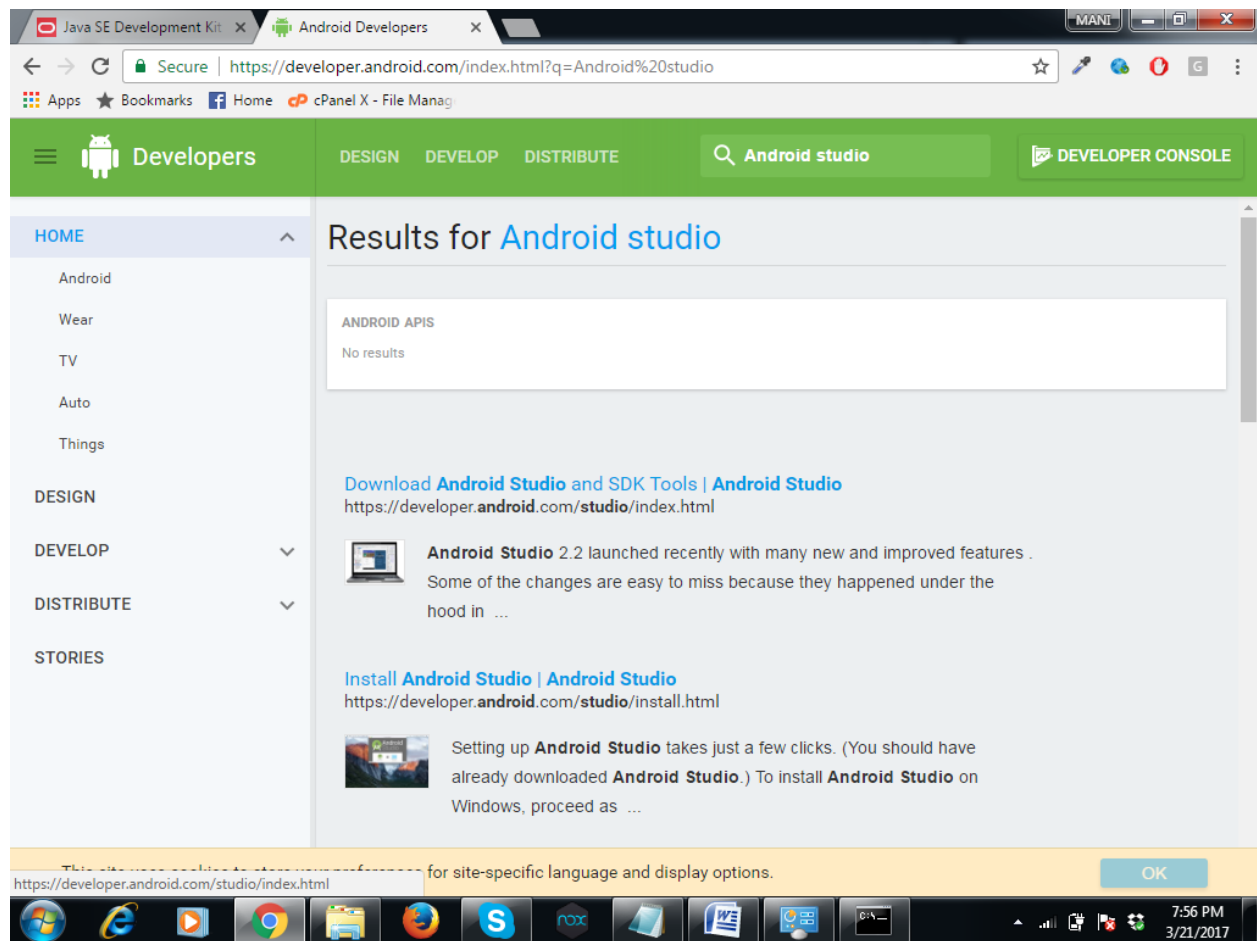 Java SE Development Kit
Android Developers
MANI
Secure | https://developer.android.com/index.html?q=Android%20studio
Apps Bookmarks Home cPanel X - File Manag
Developers
DESIGN DEVELOP DISTRIBUTE
Android studio
DEVELOPER CONSOLE
HOME
Android
Wear
TV
Auto
Things
DESIGN
DEVELOP
DISTRIBUTE
STORIES
Results for Android studio
ANDROID APIS
No results
Download Android Studio and SDK Tools | Android Studio
https://developer.android.com/studio/index.html
Android Studio 2.2 launched recently with many new and improved features .
Some of the changes are easy to miss because they happened under the
hood in ...
Install Android Studio | Android Studio
https://developer.android.com/studio/install.html
Setting up Android Studio takes just a few clicks. (You should have
already downloaded Android Studio.) To install Android Studio on
Windows, proceed as ...
for site-specific language and display options.
OK
https://developer.android.com/studio/index.html
nox
7:56 PM
3/21/2017